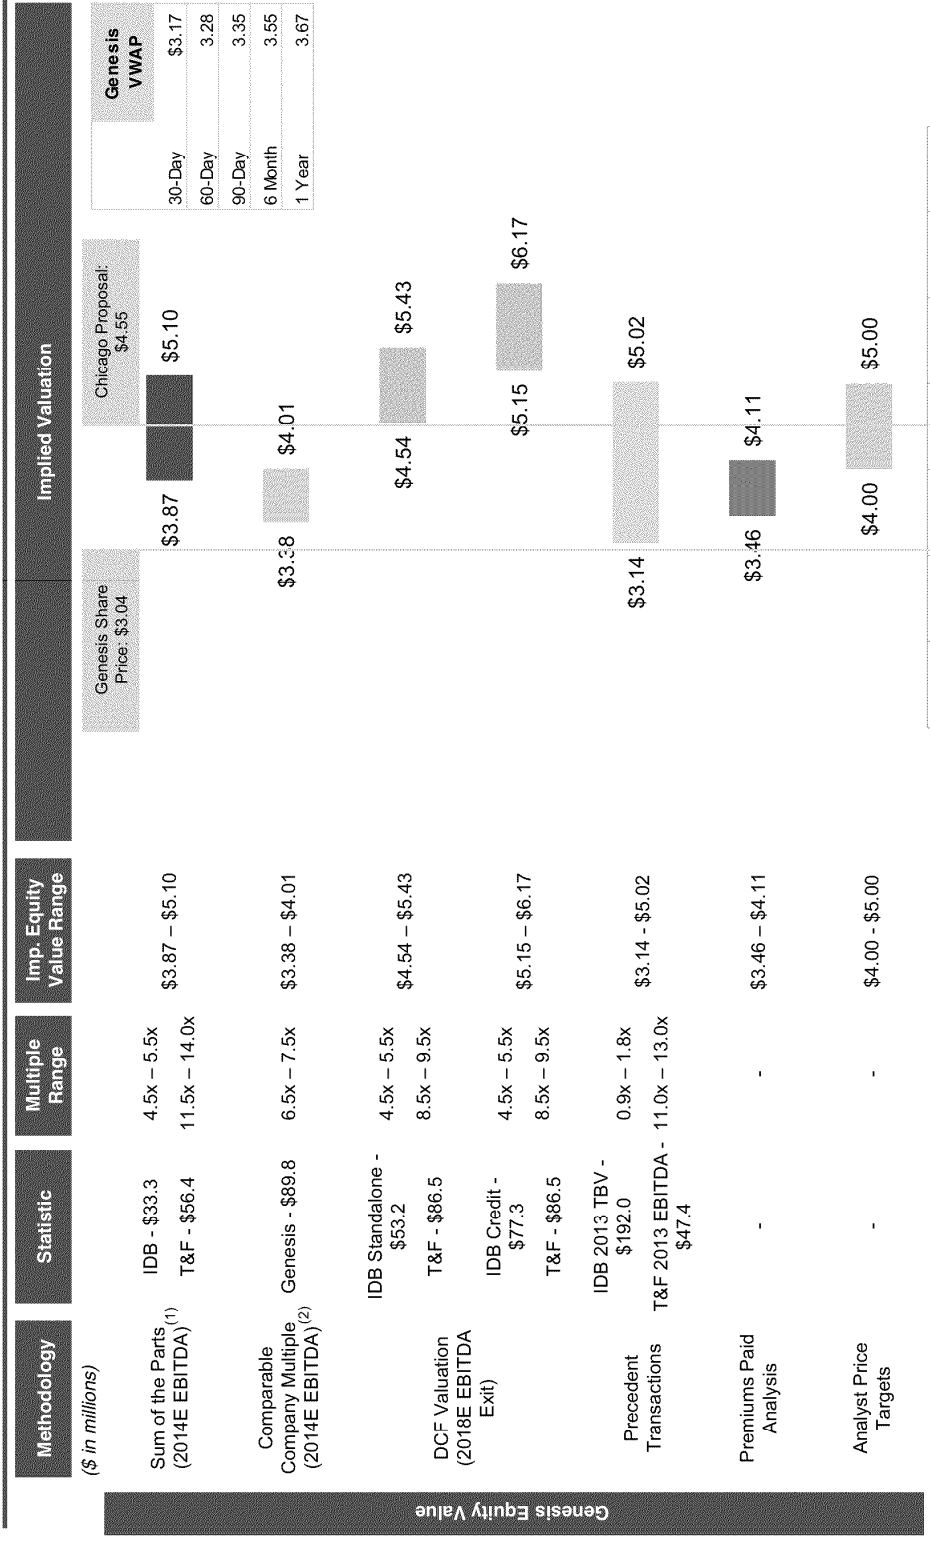 Genesis Equity Value
Methodology
Statistic
Multiple
Range
Imp. Equity
Value Range
Implied Valuation
($ in millions)
Genesis Share
Price: $3.04
Chicago Proposal:
$4.55
Genesis
VWAP
30-Day $3.17
60-Day 3.28
90-Day 3.35
6 Month 3.55
1 Year 3.67
Sum of the Parts
(2014E EBITDA)(1)
IDB - $33.3
T&F - $56.4
4.5x – 5.5x
11.5x – 14.0x
$3.87 – $5.10
$3.87 $5.10
Comparable
Company Multiple
(2014E EBITDA)(2)
Genesis - $89.8
6.5x – 7.5x
$3.38 – $4.01
$3.38 $4.01
DCF Valuation
(2018E EBITDA
Exit)
IDB Standalone -
$53.2
T&F - $86.5
4.5x – 5.5x
8.5x – 9.5x
$4.54 – $5.43
$4.54 $5.43
IDB Credit -
$77.3
T&F - $86.5
4.5x – 5.5x
8.5x – 9.5x
$5.15 – $6.17
$5.15 $6.17
Precedent
Transactions
IDB 2013 TBV -
$192.0
T&F 2013 EBITDA -
$47.4
0.9x – 1.8x
11.0x – 13.0x
$3.14 - $5.02
$3.14 $5.02
Premiums Paid
Analysis
-
-
$3.46 – $4.11
$3.46 $4.11
Analyst Price
Targets
-
-
$4.00 - $5.00
$4.00 $5.00